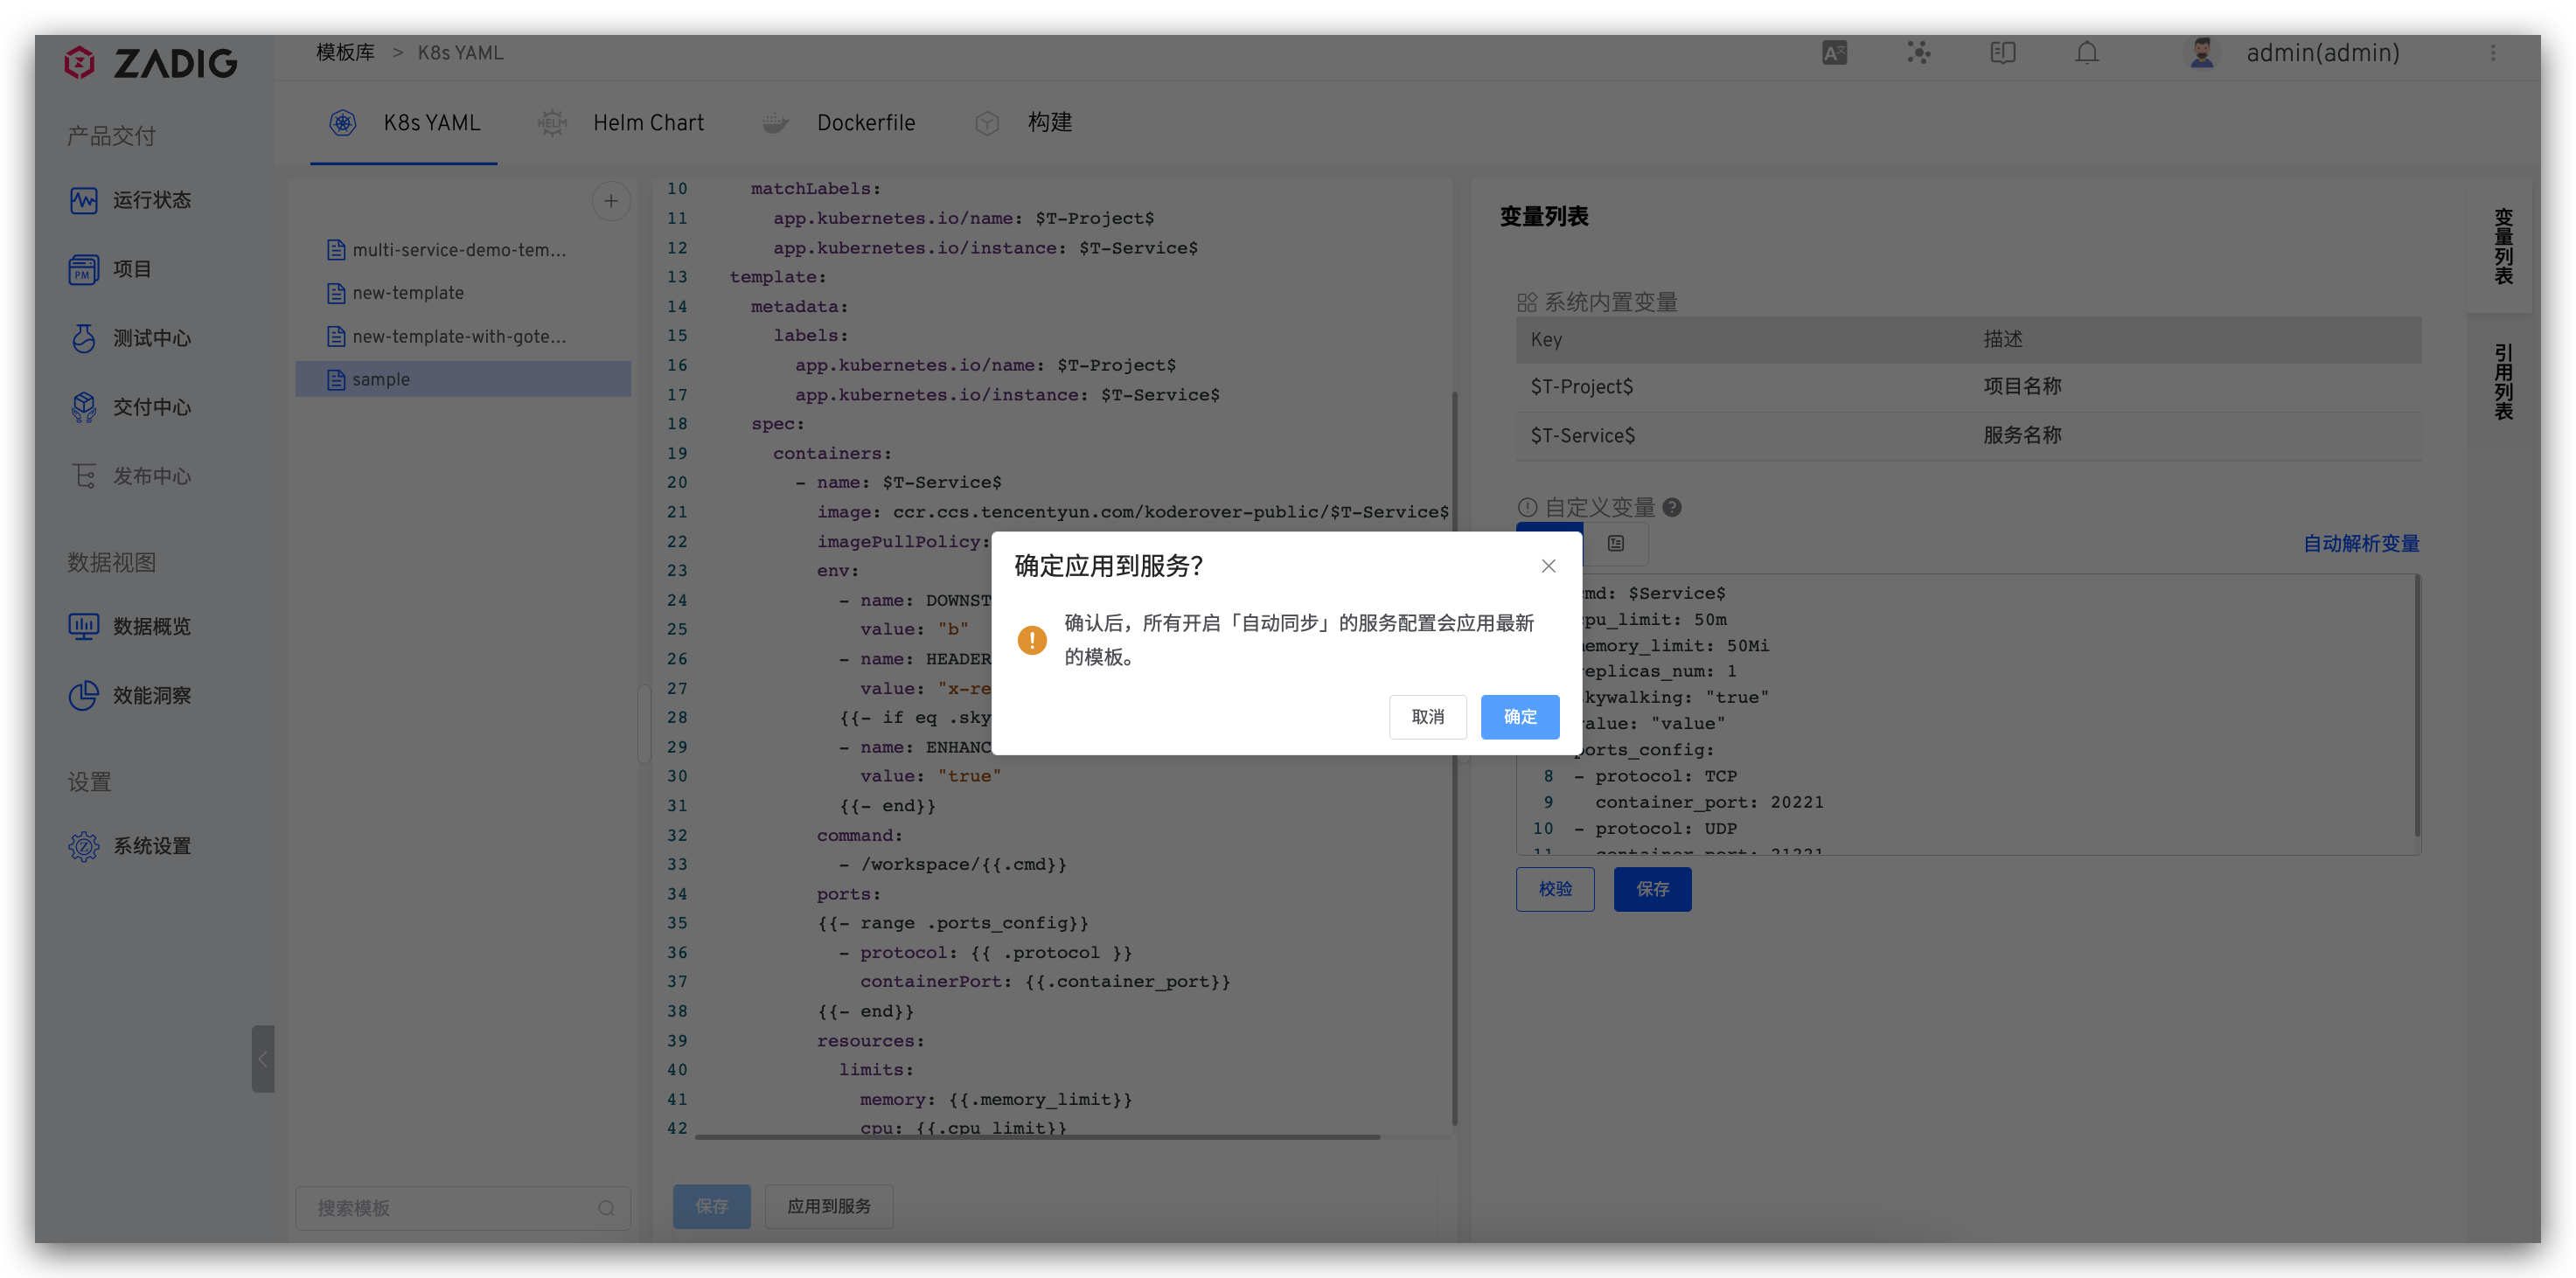 ZADIG
模板库 > K8s YAML
admin(admin)
产品交付
运行状态
项目
测试中心
交付中心
发布中心
数据视图
数据概览
效能洞察
设置
系统设置
K8s YAML
Helm Chart
Dockerfile
构建
multi-service-demo-tem...
new-template
new-template-with-gote...
sample
搜索模板
10 matchLabels:
11 app.kubernetes.io/name: $T-Project$
12 app.kubernetes.io/instance: $T-Service$
13 template:
14 metadata:
15 labels:
16 app.kubernetes.io/name: $T-Project$
17 app.kubernetes.io/instance: $T-Service$
18 spec:
19 containers:
20 - name: $T-Service$
21 image: ccr.ccs.tencentyun.com/koderover-public/$T-Service$
22 imagePullPolicy:
23 env:
24 - name: DOWNST
25 value: "b"
26 - name: HEADER
27 value: "x-re
28 {{- if eq .sky
29 - name: ENHANC
30 value: "true"
31 {{- end}}
32 command:
33 - /workspace/{{.cmd}}
34 ports:
35 {{- range .ports_config}}
36 - protocol: {{ .protocol }}
37 containerPort: {{.container_port}}
38 {{- end}}
39 resources:
40 limits:
41 memory: {{.memory_limit}}
42 cpu: {{.cpu_limit}}
保存
应用到服务
确定应用到服务?
确认后，所有开启「自动同步」的服务配置会应用最新
的模板。
取消
确定
变量列表
系统内置变量
Key 描述
$T-Project$ 项目名称
$T-Service$ 服务名称
自定义变量
自动解析变量
cmd: $Service$
cpu_limit: 50m
memory_limit: 50Mi
replicas_num: 1
skywalking: "true"
value: "value"
ports_config:
8 - protocol: TCP
9 container_port: 20221
10 - protocol: UDP
11 container_port: 21221
校验
保存
变量列表
引用列表